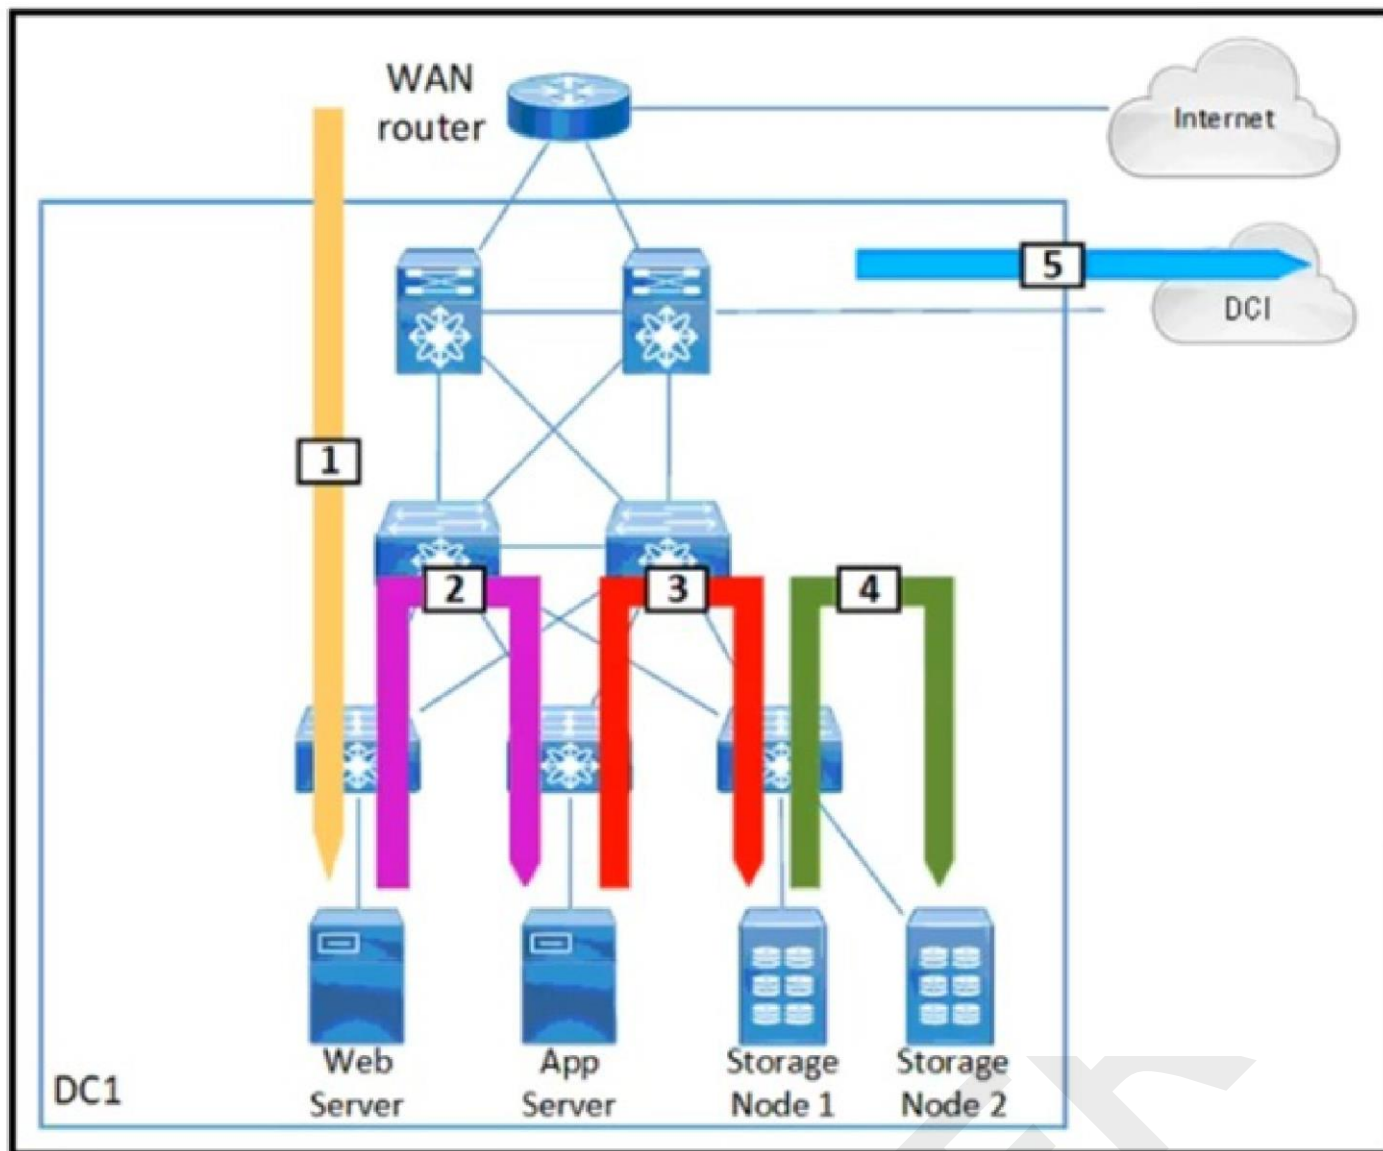 WAN
router
Internet
5
DCI
1
2
3
4
Web
Server
App
Server
Storage
Node 1
Storage
Node 2
DC1